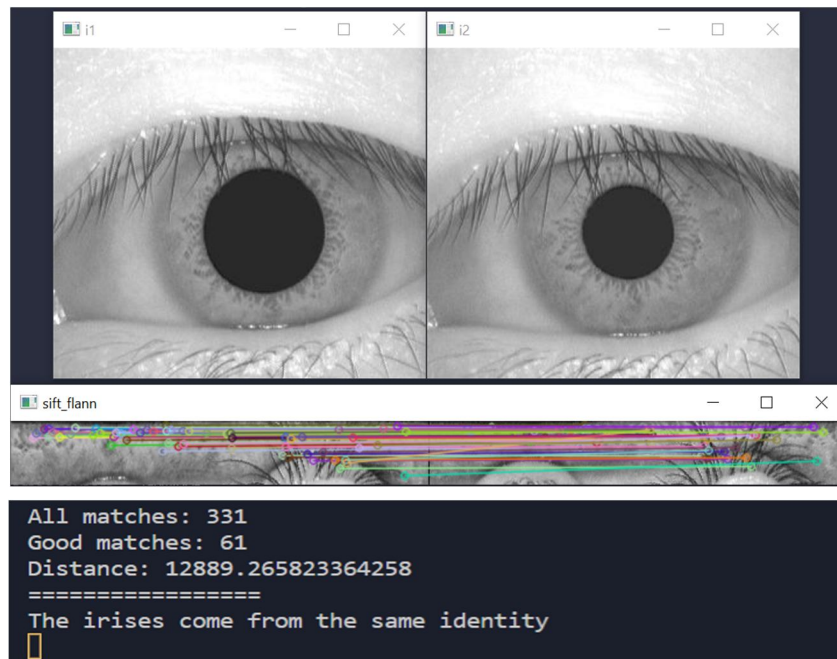 i1
i2
sift_flann
All matches: 331
Good matches: 61
Distance: 12889.265823364258
=================
The irises come from the same identity